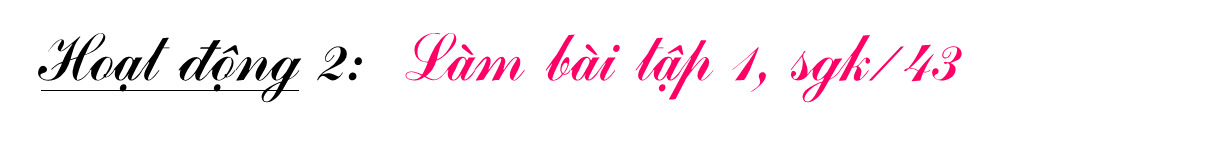 Hoạt động 2: Làm bài tập 1, sgk/43